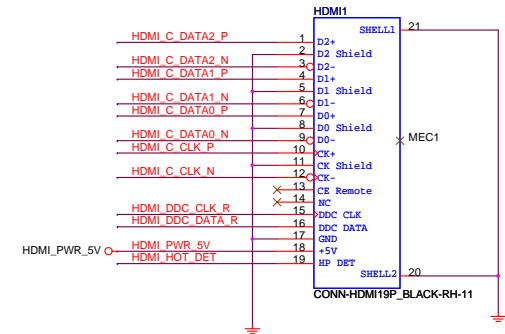 HDMI1
SHELL1 21
HDMI_C_DATA2_P 1 D2+
2 D2 Shield
HDMI_C_DATA2_N 3 D2-
HDMI_C_DATA1_P 4 D1+
5 D1 Shield
HDMI_C_DATA1_N 6 D1-
HDMI_C_DATA0_P 7 D0+
8 D0 Shield
HDMI_C_DATA0_N 9 D0- MEC1
HDMI_C_CLK_P 10 CK+
11 CK Shield
HDMI_C_CLK_N 12 CK-
13 CE Remote
14 NC
HDMI_DDC_CLK_R 15 DDC CLK
HDMI_DDC_DATA_R 16 DDC DATA
17 GND
HDMI_PWR_5V HDMI_PWR_5V 18 +5V
HDMI_HOT_DET 19 HP DET
SHELL2 20
CONN-HDMI19P_BLACK-RH-11